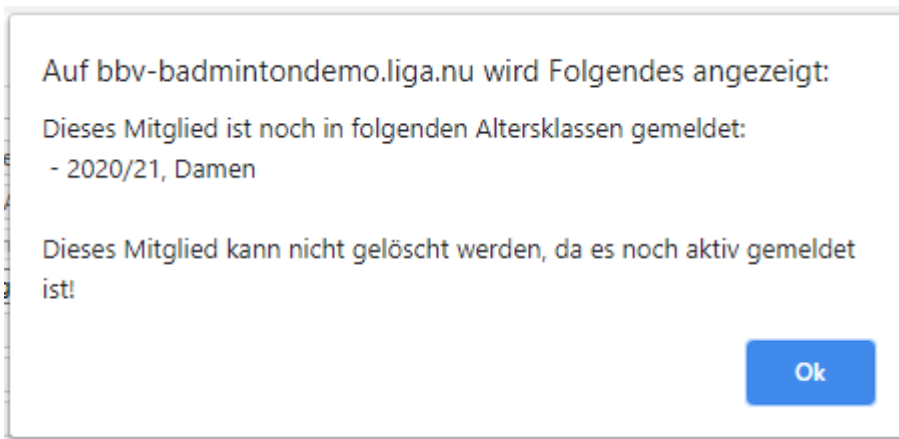 Auf bbv-badmintondemo.liga.nu wird Folgendes angezeigt:
Dieses Mitglied ist noch in folgenden Altersklassen gemeldet:
- 2020/21, Damen
Dieses Mitglied kann nicht gelöscht werden, da es noch aktiv gemeldet
ist!
Ok